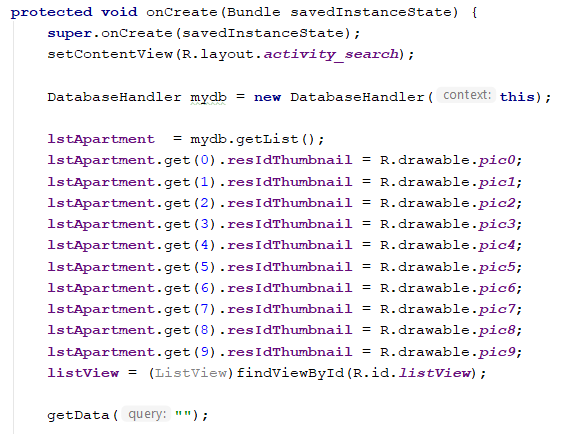 protected void onCreate(Bundle savedInstanceState) {
super.onCreate(savedInstanceState);
setContentView(R.layout.activity_search);
DatabaseHandler mydb = new DatabaseHandler( context: this);
lstApartment  = mydb.getList();
lstApartment.get(0).resIdThumbnail = R.drawable.pic0;
lstApartment.get(1).resIdThumbnail = R.drawable.pic1;
lstApartment.get(2).resIdThumbnail = R.drawable.pic2;
lstApartment.get(3).resIdThumbnail = R.drawable.pic3;
lstApartment.get(4).resIdThumbnail = R.drawable.pic4;
lstApartment.get(5).resIdThumbnail = R.drawable.pic5;
lstApartment.get(6).resIdThumbnail = R.drawable.pic6;
lstApartment.get(7).resIdThumbnail = R.drawable.pic7;
lstApartment.get(8).resIdThumbnail = R.drawable.pic8;
lstApartment.get(9).resIdThumbnail = R.drawable.pic9;
listView = (ListView)findViewById(R.id.listView);
getData( query: "");